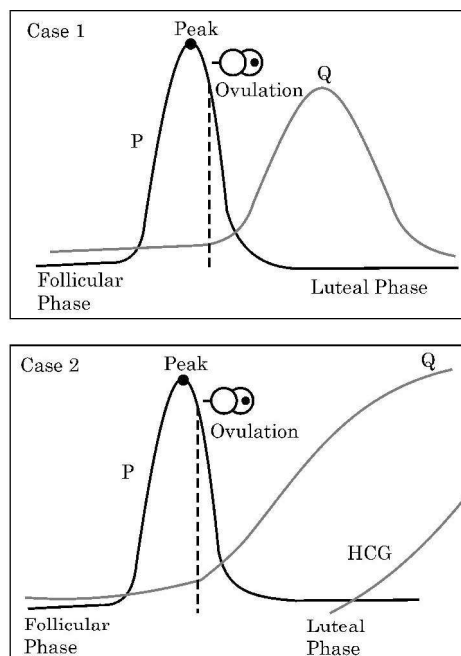 Case 1
Peak
Q
Ovulation
P
Follicular
Phase
Luteal Phase
Case 2
Peak
Q
Ovulation
P
HCG
Follicular
Phase
Luteal
Phase